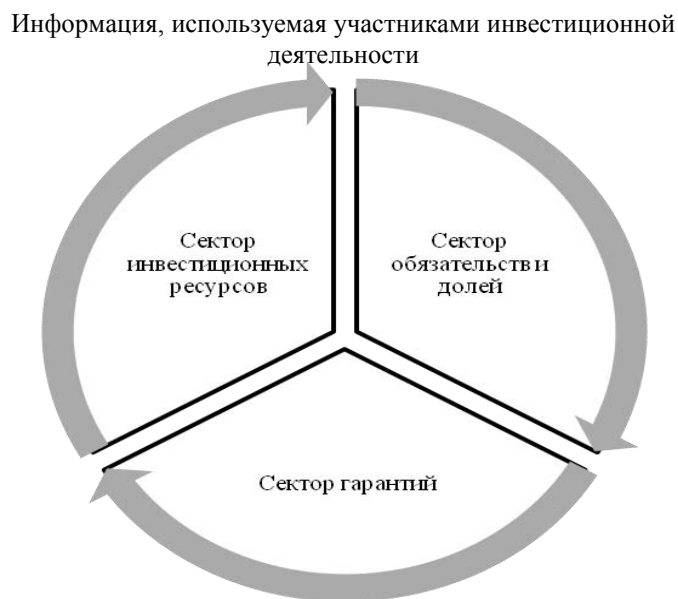 Информация, используемая участниками инвестиционной
деятельности
Сектор
инвестиционных
ресурсов
Сектор
обязательств и
долей
Сектор гарантий